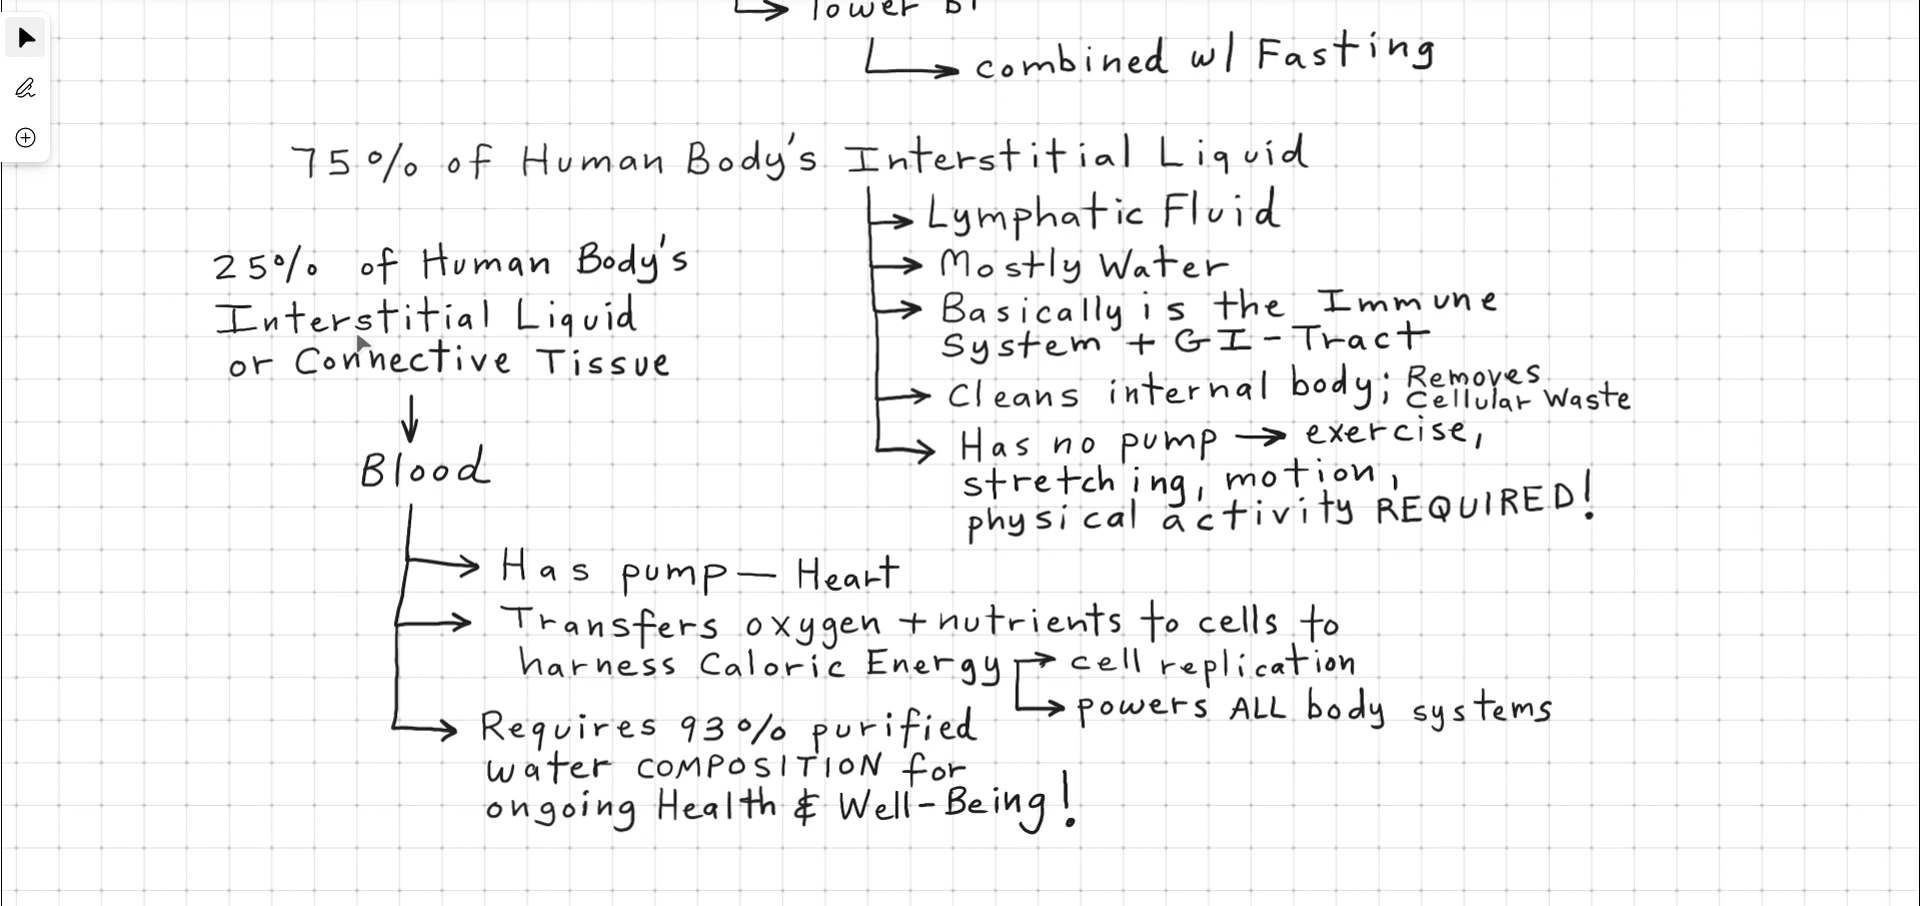 lower
combined w/ Fasting
75% of Human Body's Interstitial Liquid
Lymphatic Fluid
Mostly Water
Basically is the Immune
System + GI-Tract
Cleans internal body; Removes
Cellular Waste
Has no pump → exercise,
stretching, motion,
physical activity REQUIRED!
25% of Human Body's
Interstitial Liquid
or Connective Tissue
Blood
Has pump — Heart
Transfers oxygen + nutrients to cells to
harness Caloric Energy → cell replication
→ powers ALL body systems
Requires 93% purified
water COMPOSITION for
ongoing Health & Well-Being!